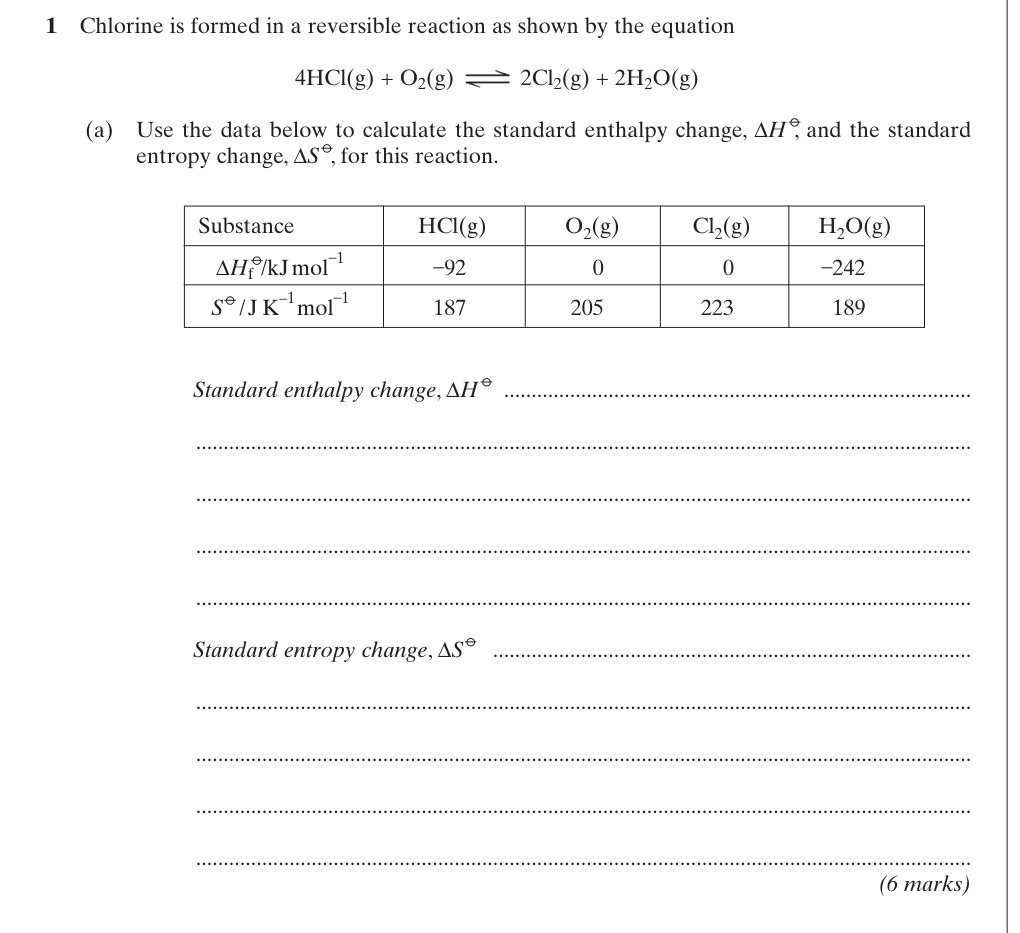 1 Chlorine is formed in a reversible reaction as shown by the equation
4HCl(g) + O₂(g) ⇌ 2Cl₂(g) + 2H₂O(g)
(a) Use the data below to calculate the standard enthalpy change, ΔH⦵, and the standard
entropy change, ΔS⦵, for this reaction.
Substance HCl(g) O₂(g) Cl₂(g) H₂O(g)
ΔHf⦵/kJ mol⁻¹ −92 0 0 −242
S⦵/J K⁻¹ mol⁻¹ 187 205 223 189
Standard enthalpy change, ΔH⦵ ................................................................
................................................................
................................................................
................................................................
................................................................
Standard entropy change, ΔS⦵ ................................................................
................................................................
................................................................
................................................................
................................................................
(6 marks)